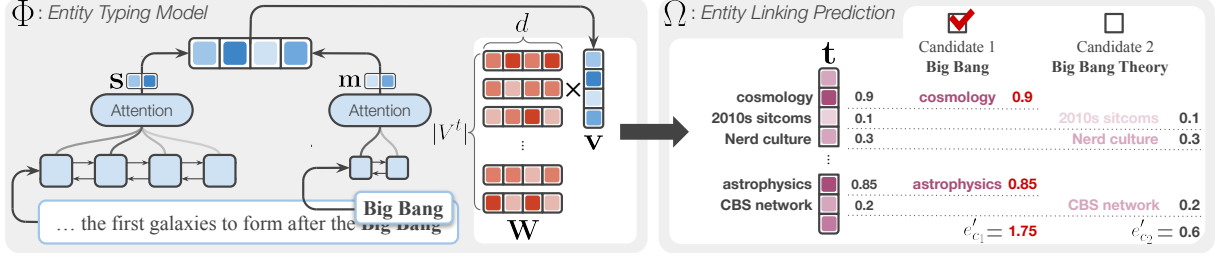 Φ: Entity Typing Model
s
m
Attention
Attention
… the first galaxies to form after the Big Bang
Big Bang
d
|Vᵗ|
⋮
×
v
W
Ω: Entity Linking Prediction
t
Candidate 1
Big Bang
Candidate 2
Big Bang Theory
cosmology 0.9 cosmology 0.9
2010s sitcoms 0.1 2010s sitcoms 0.1
Nerd culture 0.3 Nerd culture 0.3
⋮
astrophysics 0.85 astrophysics 0.85
CBS network 0.2 CBS network 0.2
e′c₁ = 1.75 e′c₂ = 0.6